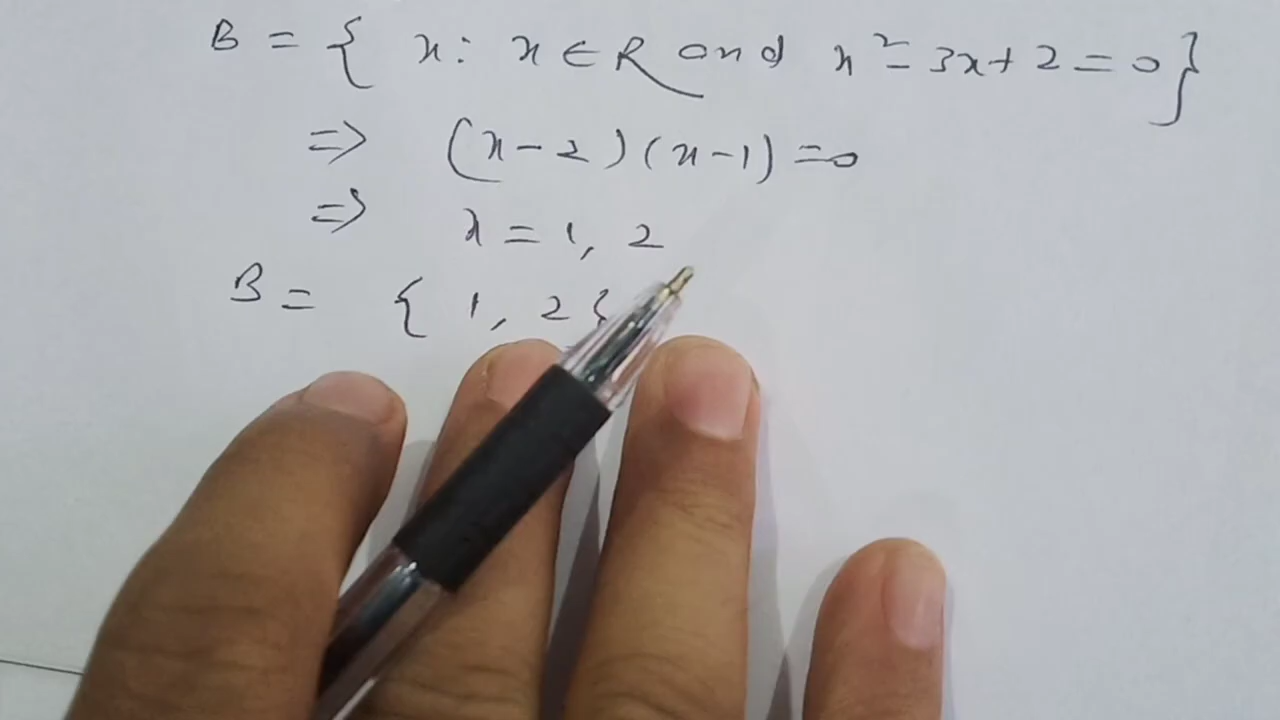 B = { x : x ∈ R and x² - 3x + 2 = 0 }
=> (x - 2) (x - 1) = 0
=> x = 1, 2
B = { 1, 2 }